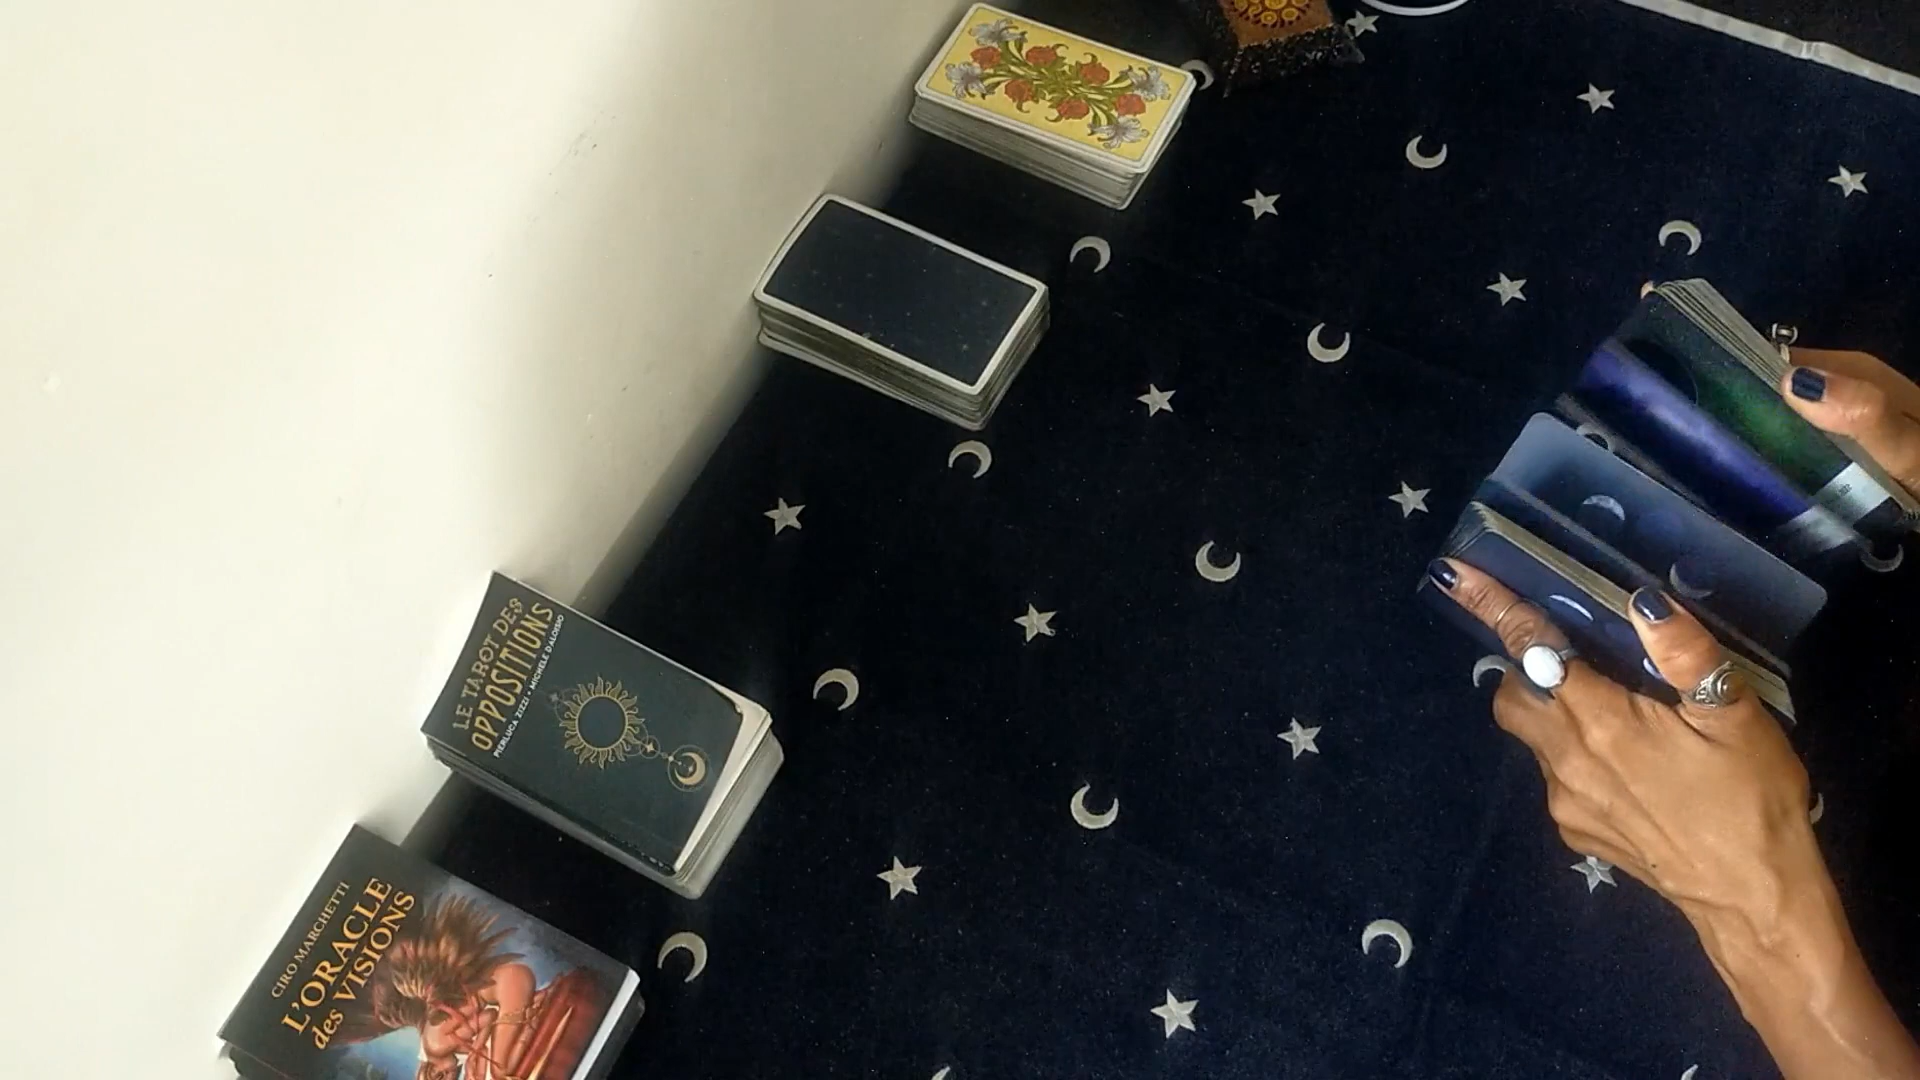 LE TAROT DES
OPPOSITIONS
PIERLUCA ZIZZI • MICHELE D'ALOISIO
CIRO MARCHETTI
L'ORACLE
des VISIONS